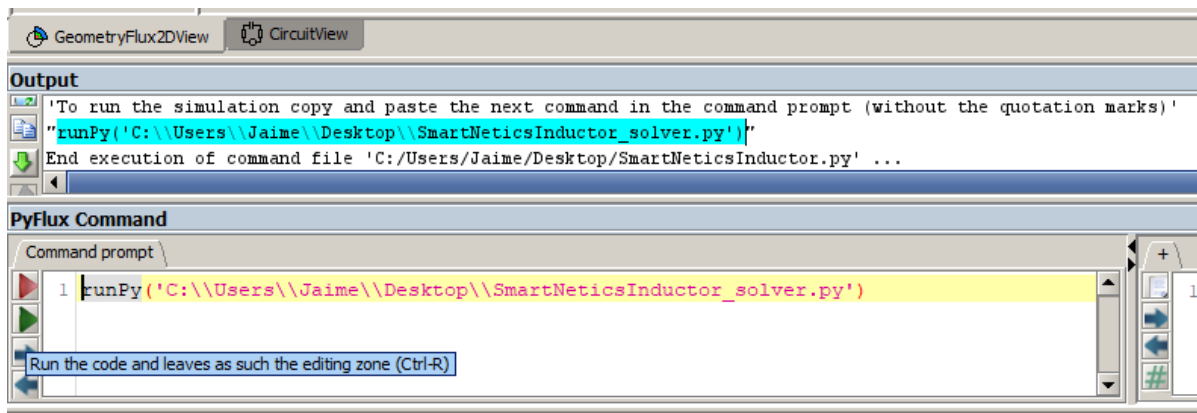 GeometryFlux2DView CircuitView
Output
'To run the simulation copy and paste the next command in the command prompt (without the quotation marks)'
"runPy('C:\\Users\\Jaime\\Desktop\\SmartNeticsInductor_solver.py')"
End execution of command file 'C:/Users/Jaime/Desktop/SmartNeticsInductor.py' ...
PyFlux Command
Command prompt +
1 runPy('C:\\Users\\Jaime\\Desktop\\SmartNeticsInductor_solver.py') 1
Run the code and leaves as such the editing zone (Ctrl-R)
#